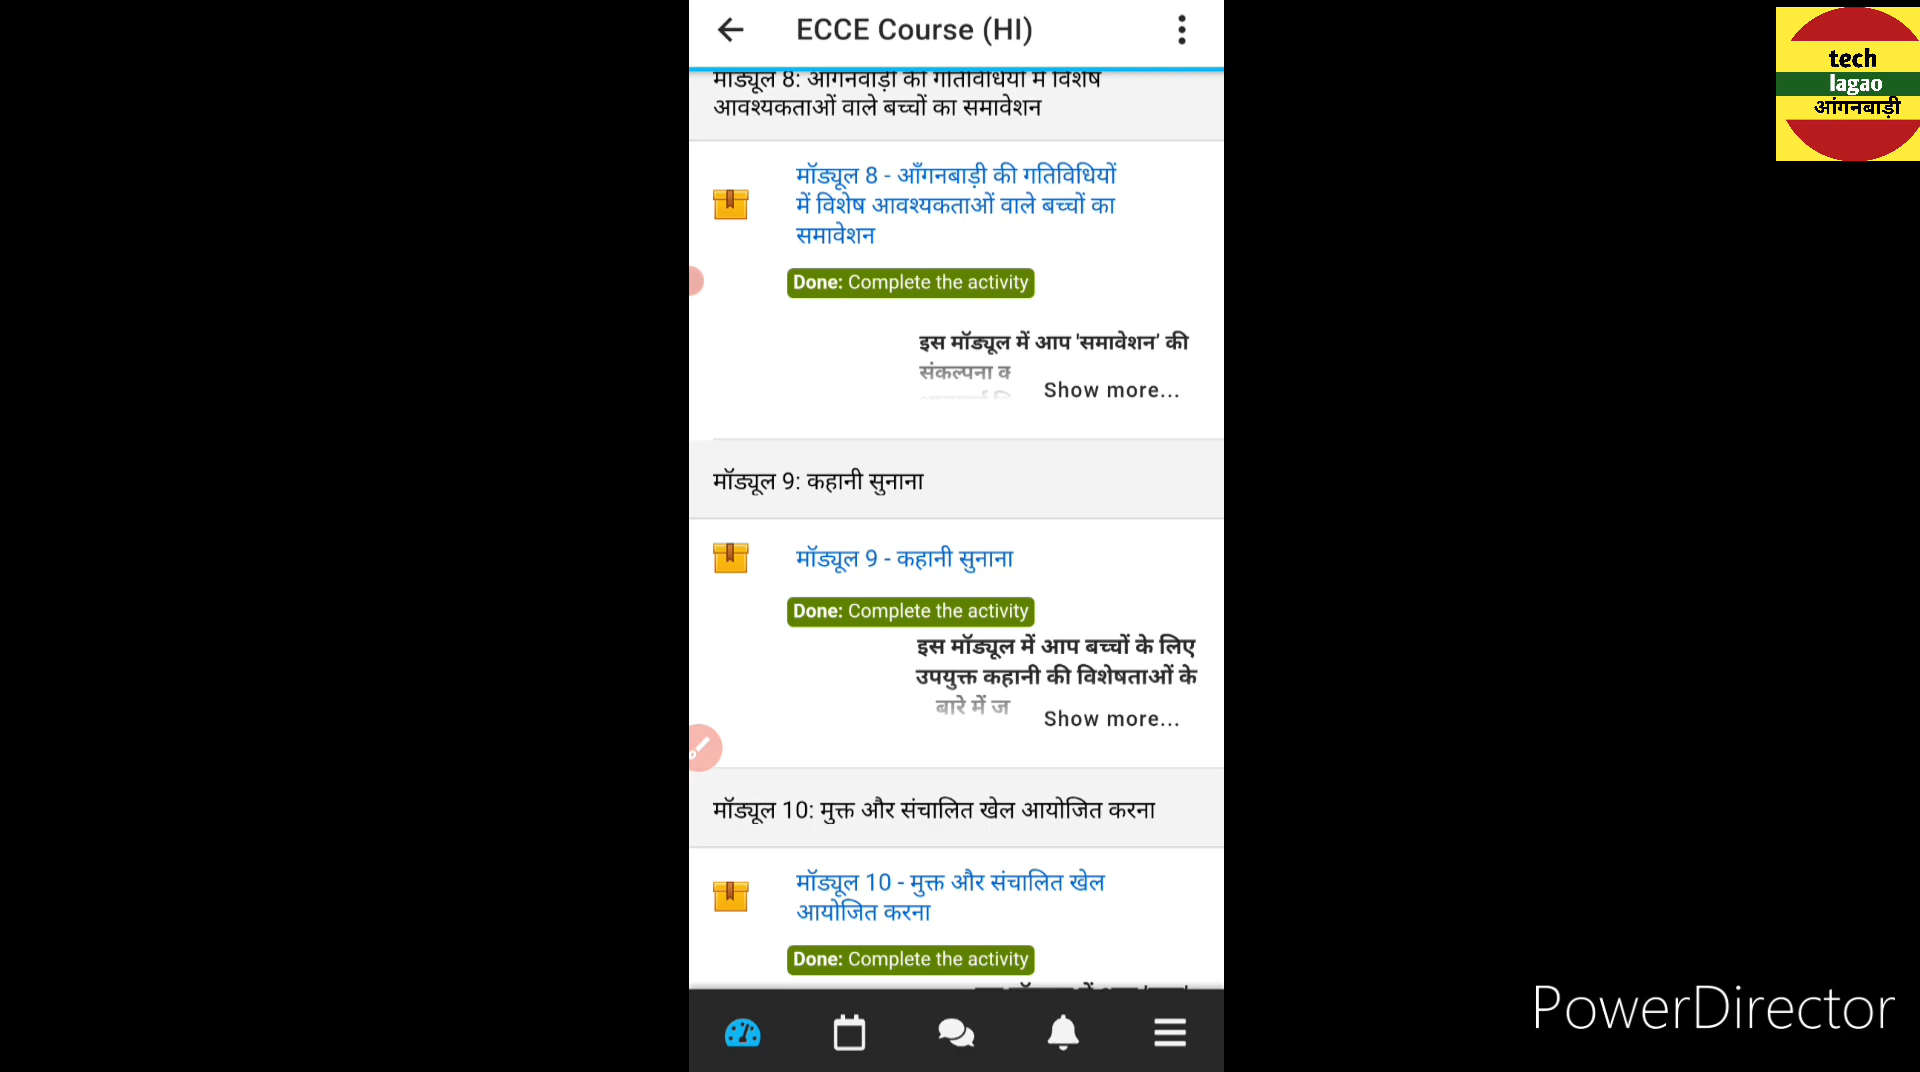 ECCE Course (HI)
मॉड्यूल 8: आँगनवाड़ी की गतिविधियों में विशेष
आवश्यकताओं वाले बच्चों का समावेशन
मॉड्यूल 8 - आँगनबाड़ी की गतिविधियों
में विशेष आवश्यकताओं वाले बच्चों का
समावेशन
Done: Complete the activity
इस मॉड्यूल में आप 'समावेशन' की
संकल्पना
Show more...
मॉड्यूल 9: कहानी सुनाना
मॉड्यूल 9 - कहानी सुनाना
Done: Complete the activity
इस मॉड्यूल में आप बच्चों के लिए
उपयुक्त कहानी की विशेषताओं के
बारे में ज
Show more...
मॉड्यूल 10: मुक्त और संचालित खेल आयोजित करना
मॉड्यूल 10 - मुक्त और संचालित खेल
आयोजित करना
Done: Complete the activity
tech
lagao
आंगनबाड़ी
PowerDirector